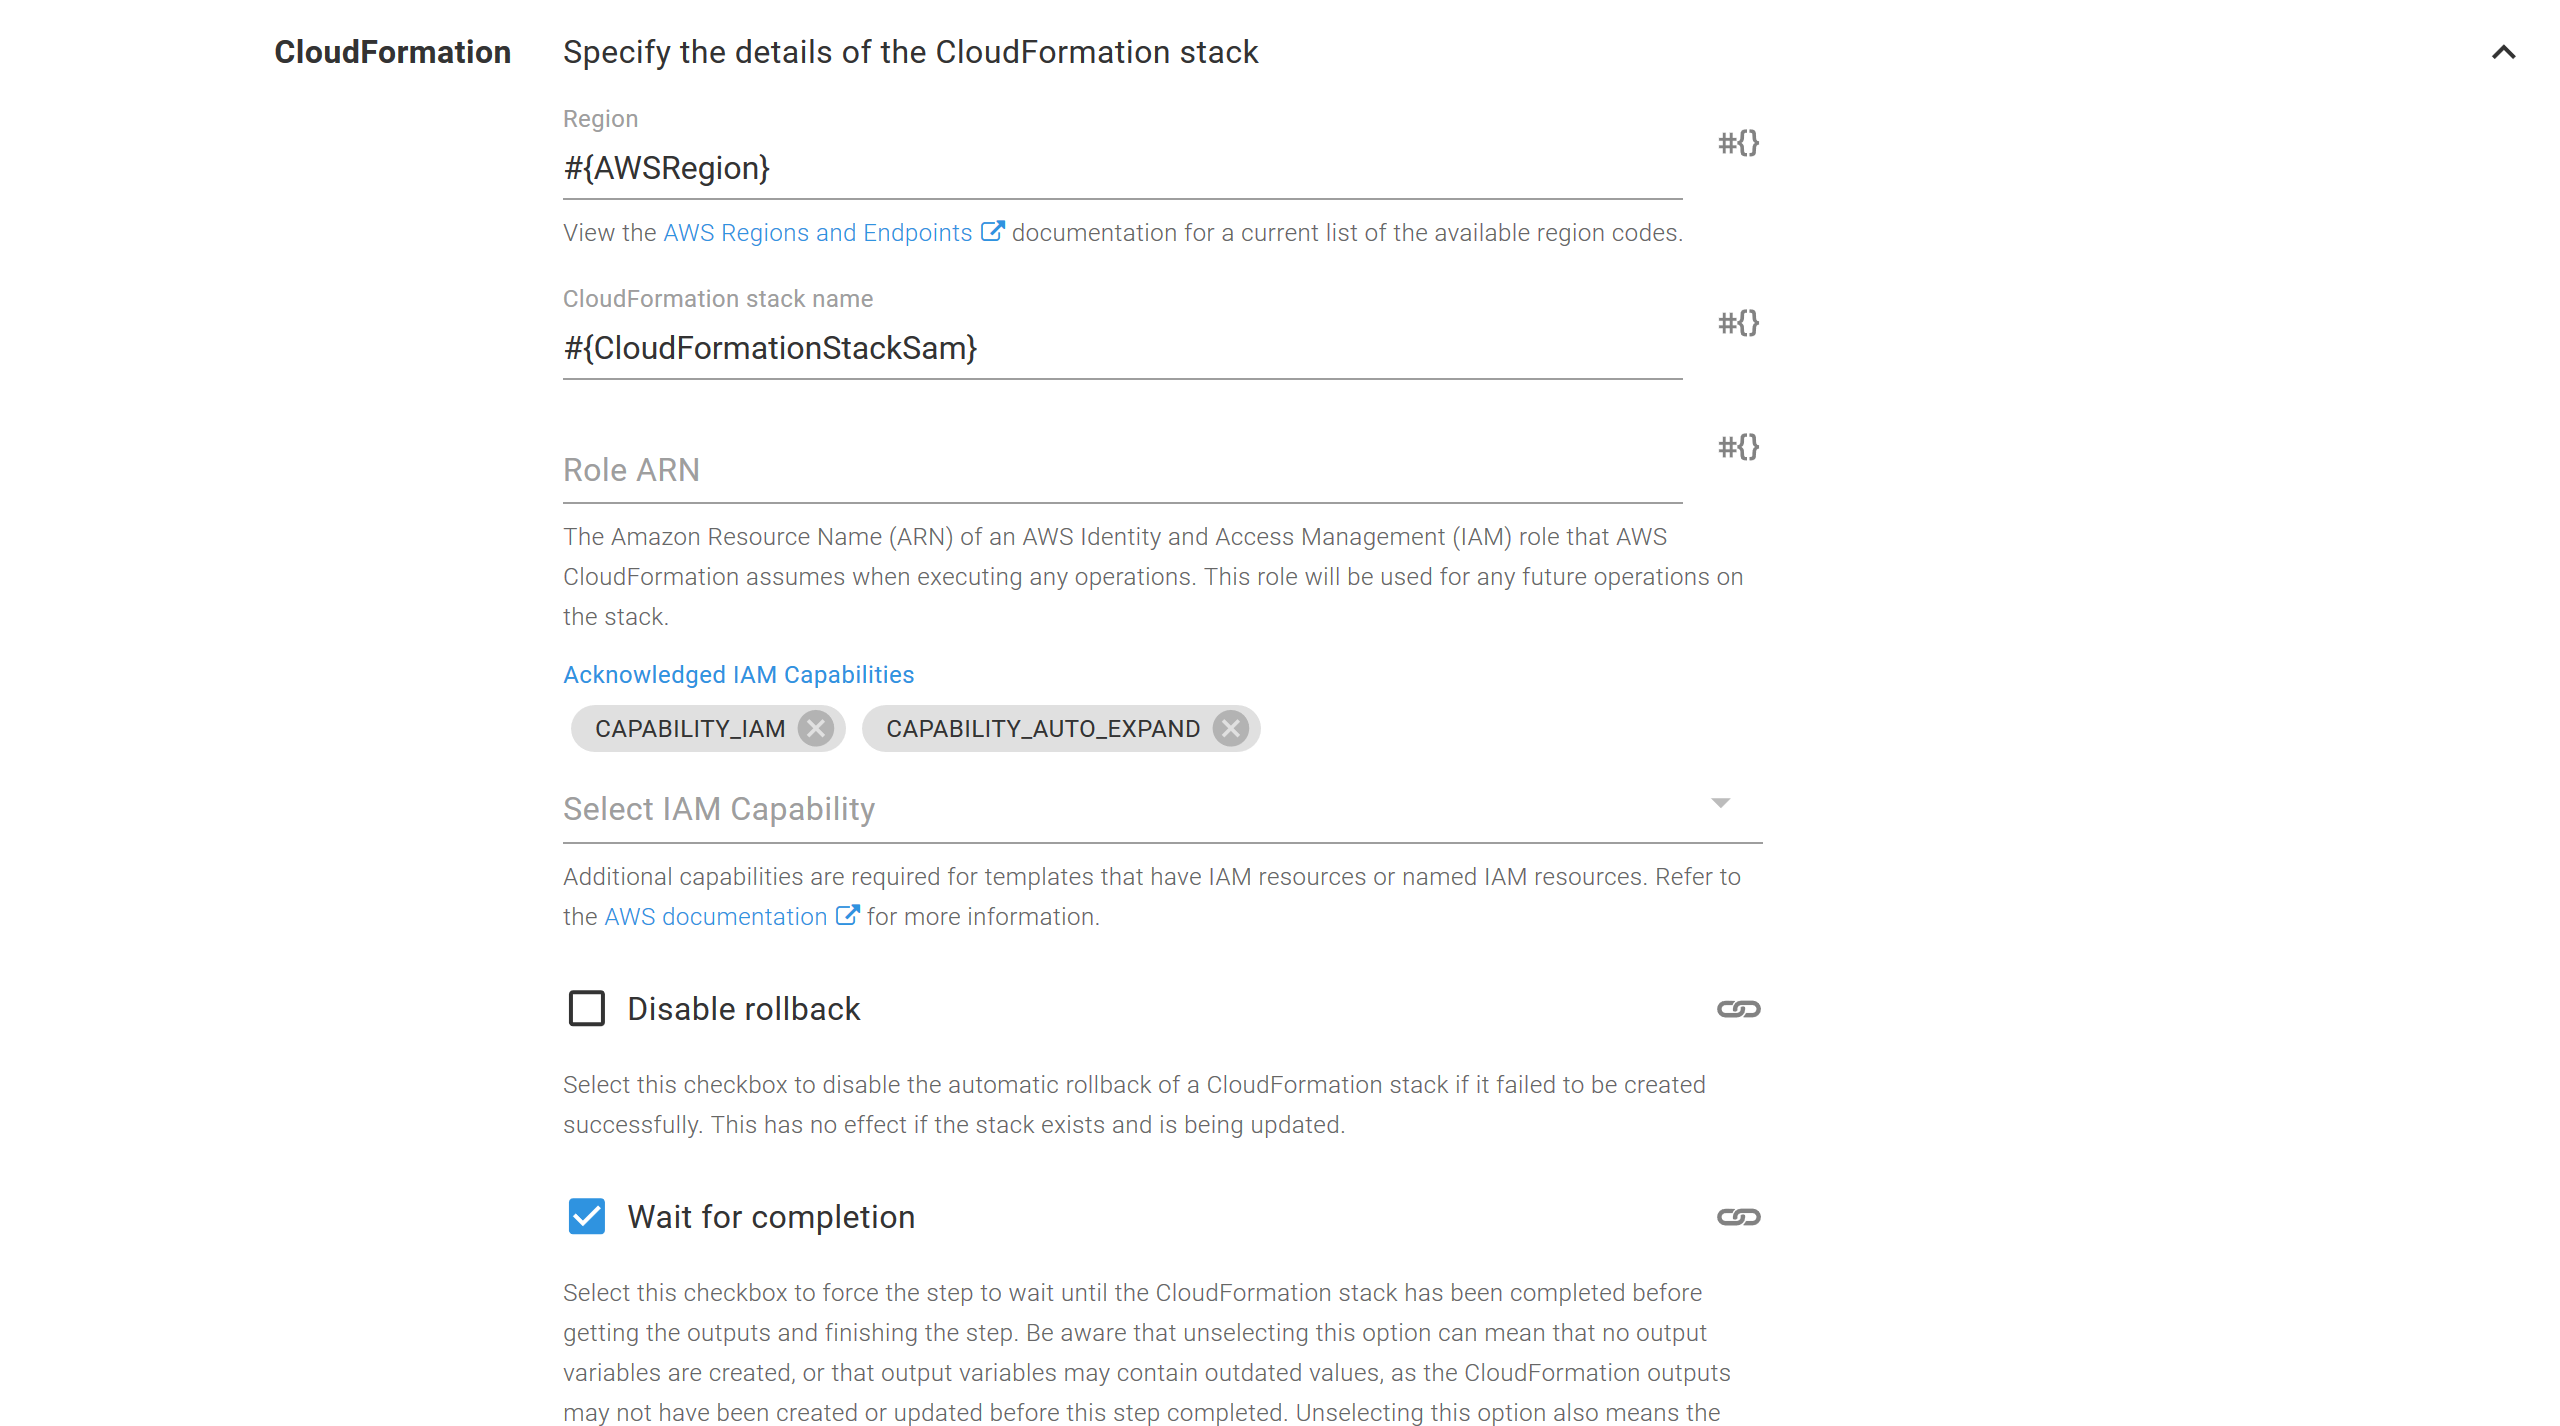 CloudFormation Specify the details of the CloudFormation stack
Region
#{AWSRegion}
#{}
View the AWS Regions and Endpoints documentation for a current list of the available region codes.
CloudFormation stack name
#{CloudFormationStackSam}
#{}
Role ARN
#{}
The Amazon Resource Name (ARN) of an AWS Identity and Access Management (IAM) role that AWS
CloudFormation assumes when executing any operations. This role will be used for any future operations on
the stack.
Acknowledged IAM Capabilities
CAPABILITY_IAM CAPABILITY_AUTO_EXPAND
Select IAM Capability
Additional capabilities are required for templates that have IAM resources or named IAM resources. Refer to
the AWS documentation for more information.
Disable rollback
Select this checkbox to disable the automatic rollback of a CloudFormation stack if it failed to be created
successfully. This has no effect if the stack exists and is being updated.
Wait for completion
Select this checkbox to force the step to wait until the CloudFormation stack has been completed before
getting the outputs and finishing the step. Be aware that unselecting this option can mean that no output
variables are created, or that output variables may contain outdated values, as the CloudFormation outputs
may not have been created or updated before this step completed. Unselecting this option also means the